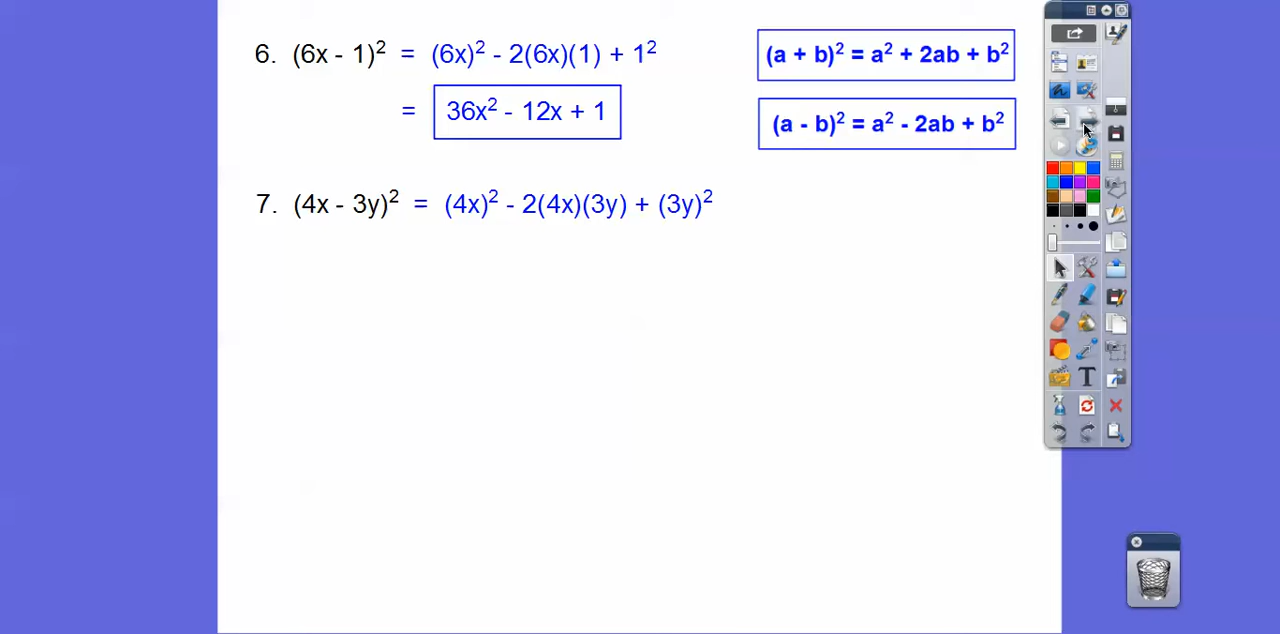 6. (6x - 1)² = (6x)² - 2(6x)(1) + 1²
(a + b)² = a² + 2ab + b²
= 36x² - 12x + 1
(a - b)² = a² - 2ab + b²
7. (4x - 3y)² = (4x)² - 2(4x)(3y) + (3y)²
T